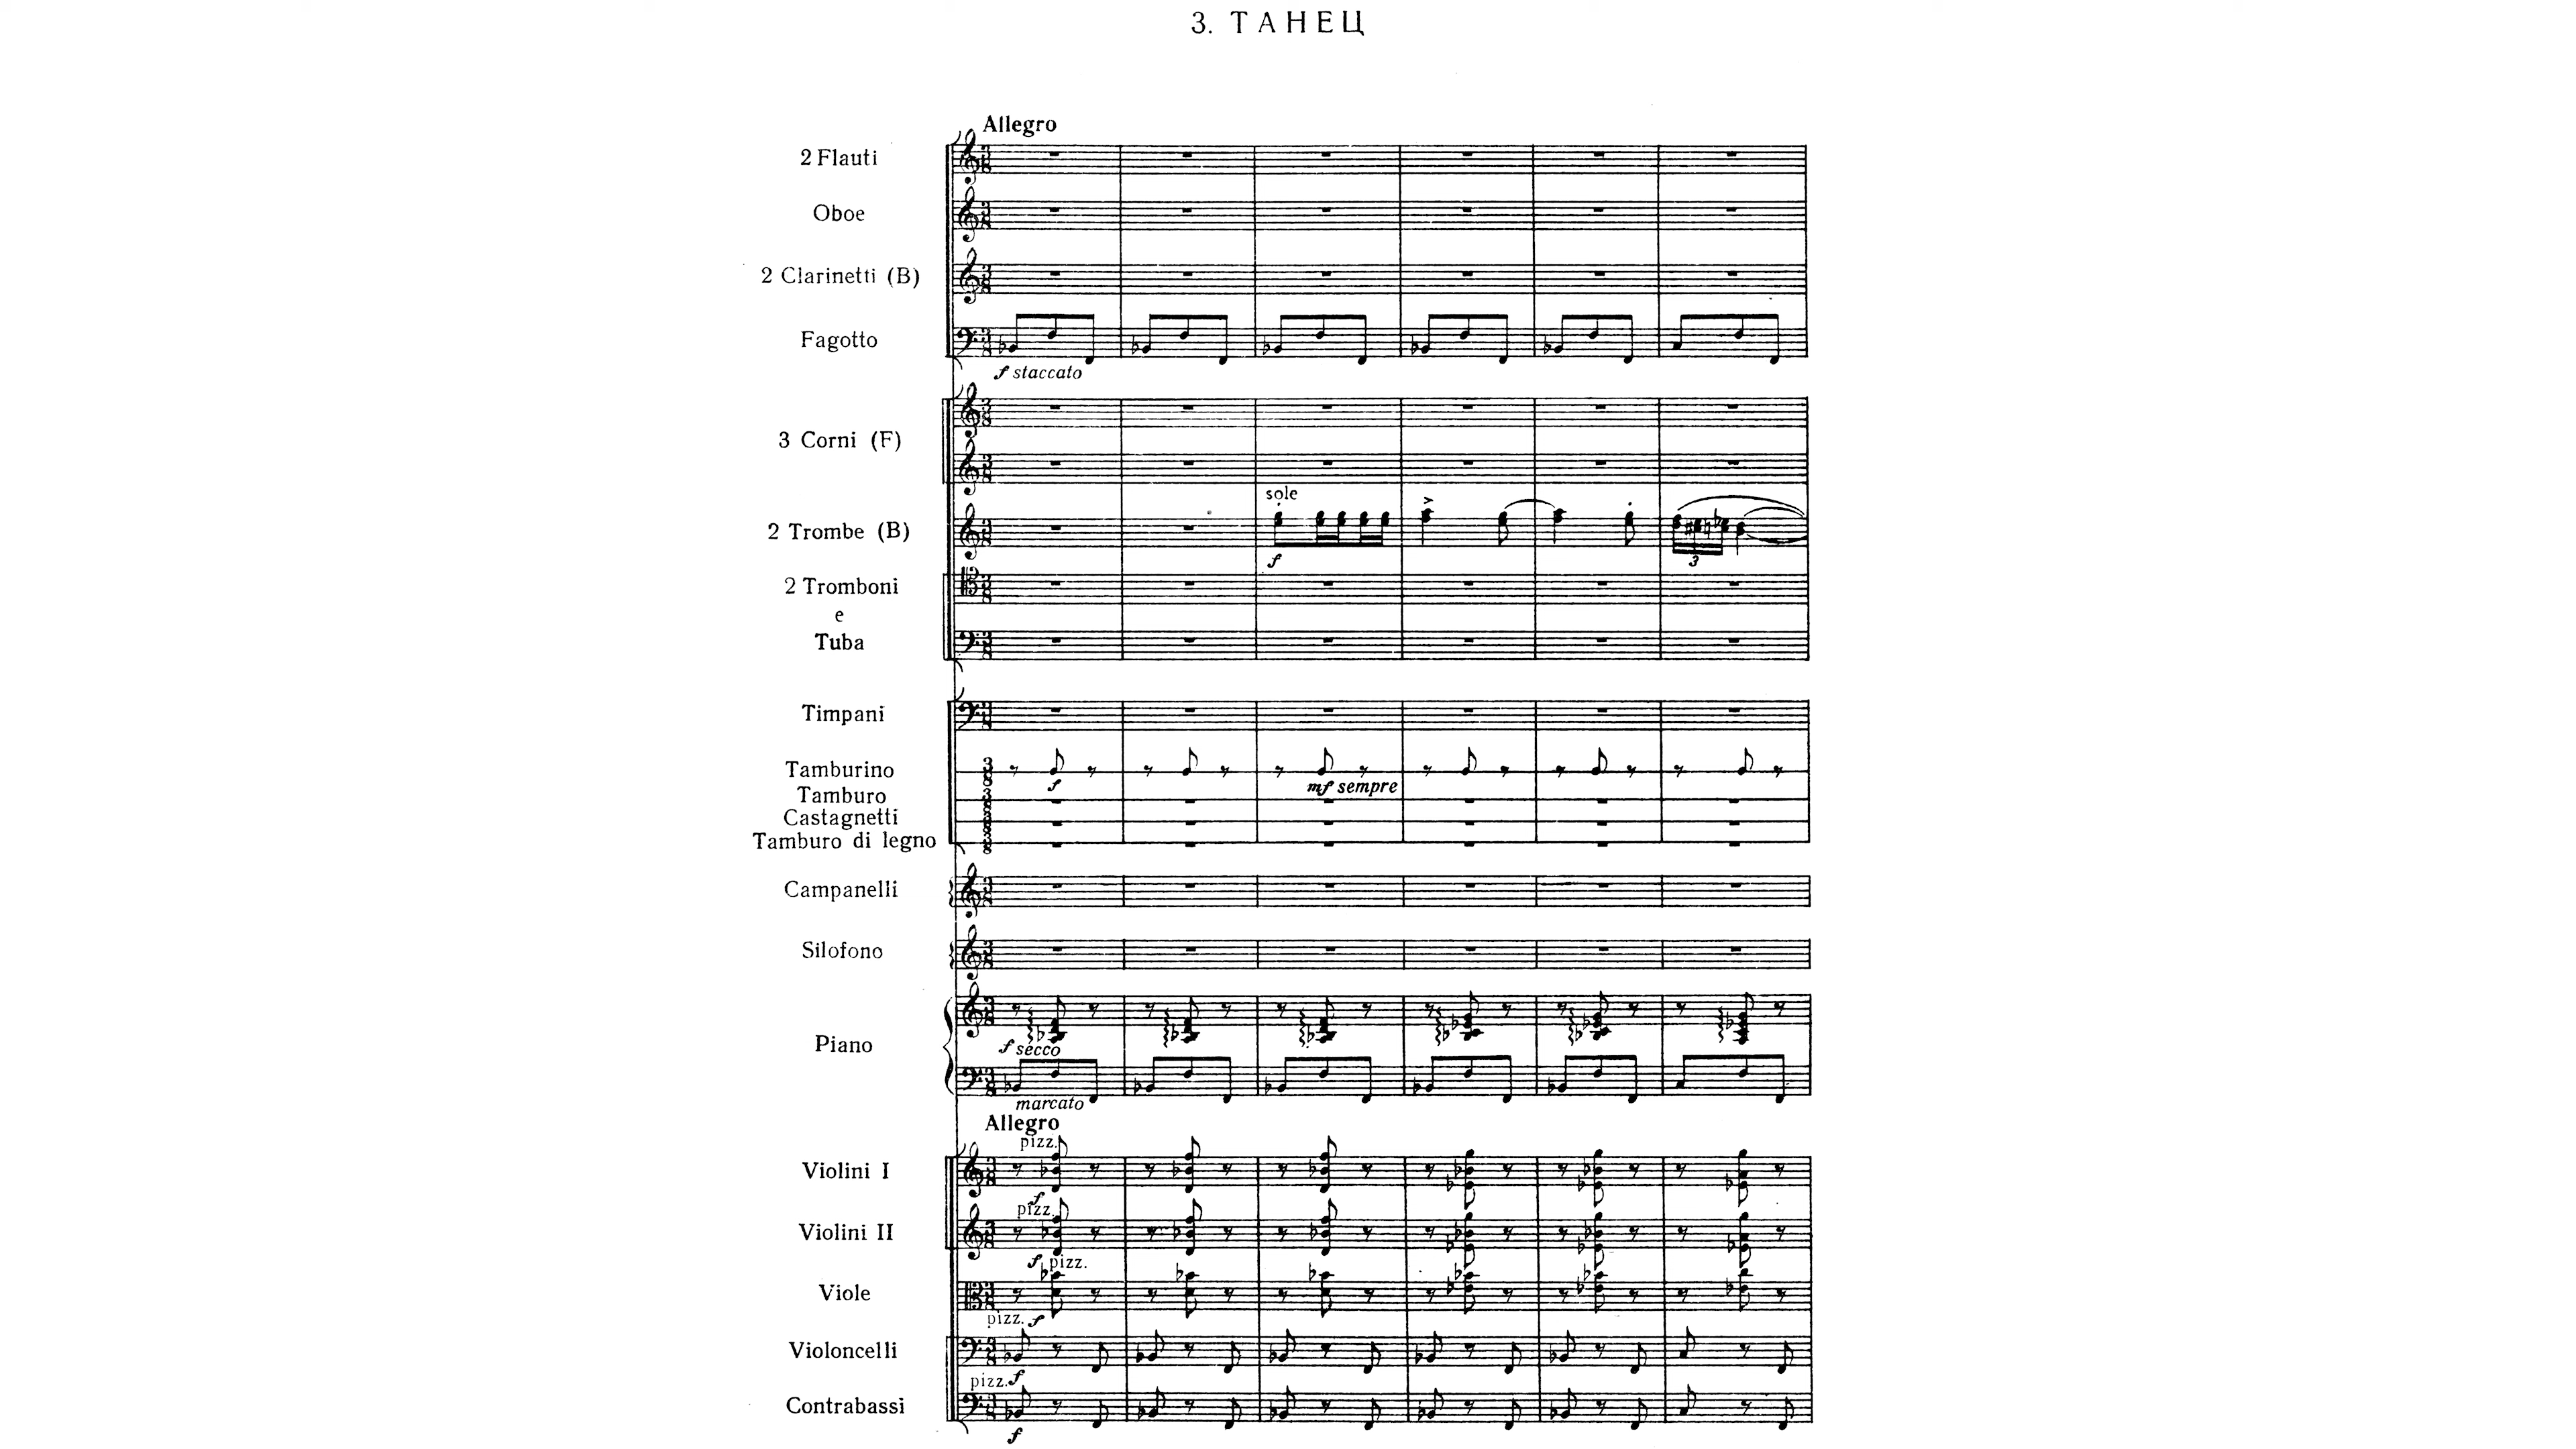 3. ТАНЕЦ
Allegro
2 Flauti
Oboe
2 Clarinetti (B)
Fagotto
f staccato
3 Corni (F)
sole
2 Trombe (B)
f
3
2 Tromboni
e
Tuba
Timpani
Tamburino
f
mf sempre
Tamburo
Castagnetti
Tamburo di legno
Campanelli
Silofono
Piano
f secco
marcato
Allegro
pizz.
Violini I
f
pizz.
Violini II
f pizz.
Viole
pizz. f
Violoncelli
pizz. f
Contrabassi
f